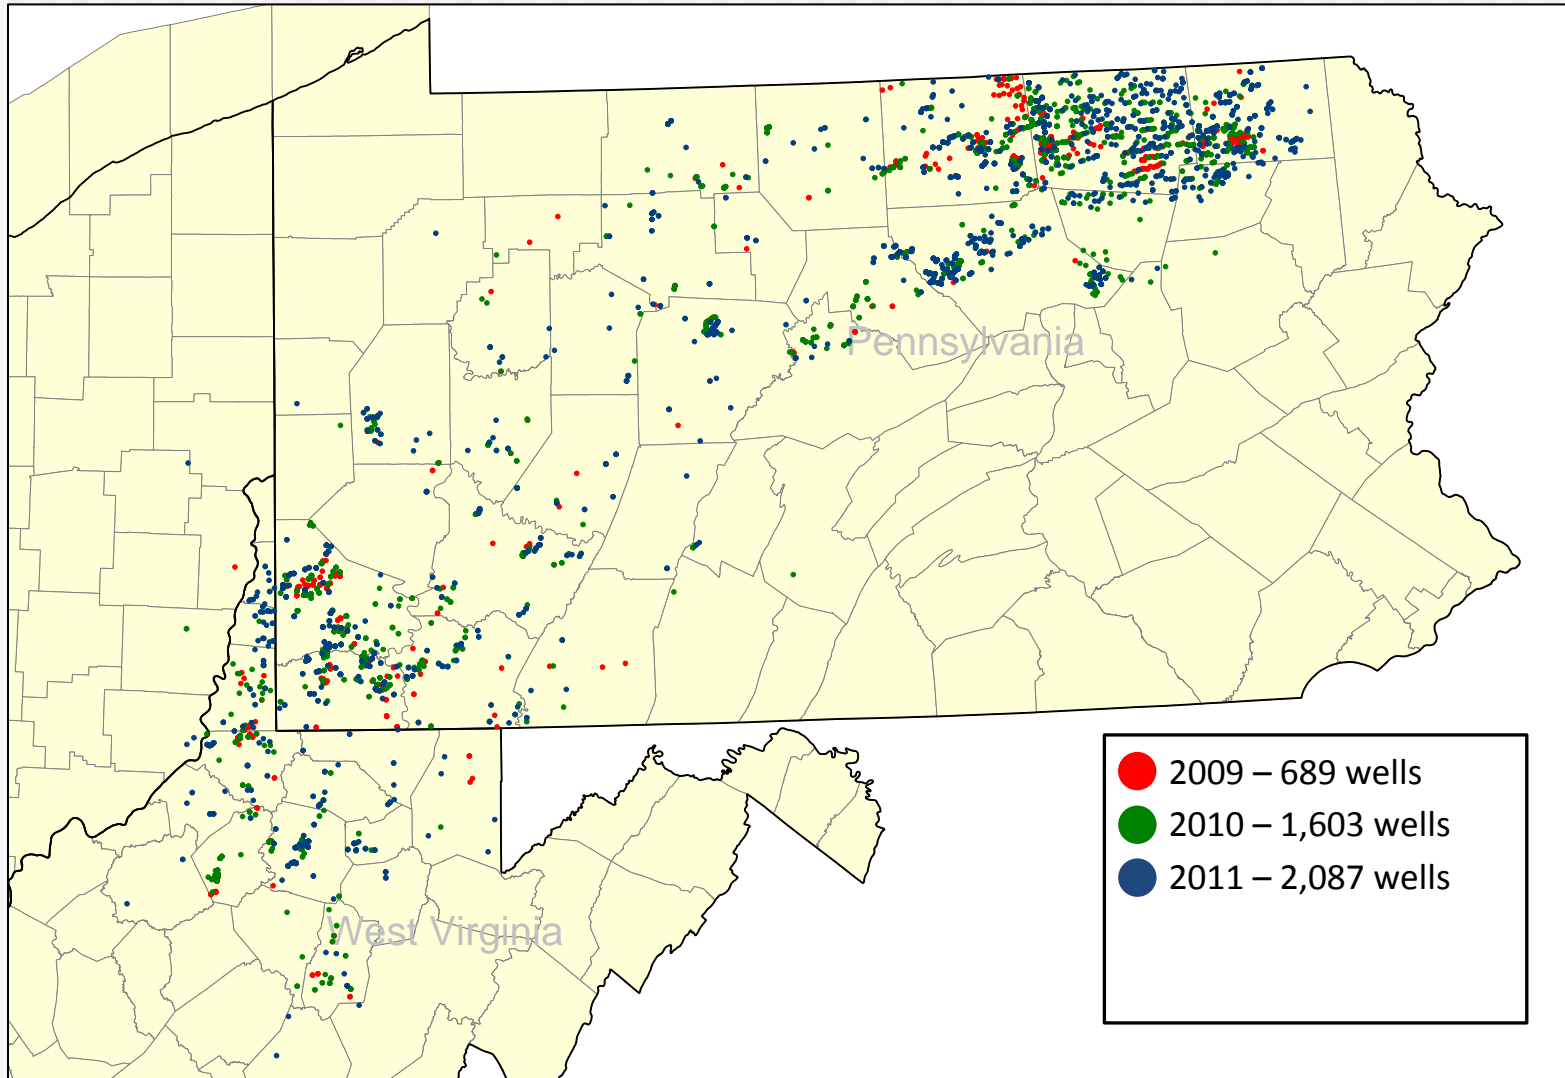 Pennsylvania
2009 – 689 wells
2010 – 1,603 wells
2011 – 2,087 wells
West Virginia